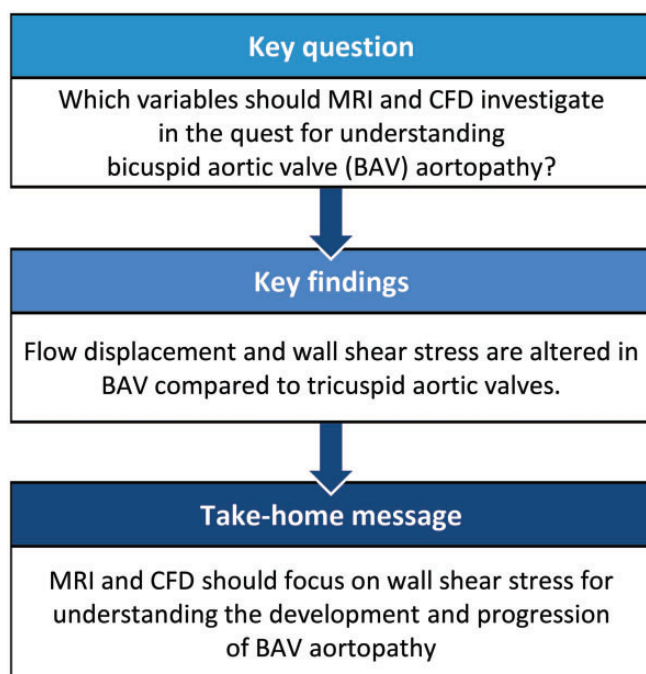 Key question
Which variables should MRI and CFD investigate
in the quest for understanding
bicuspid aortic valve (BAV) aortopathy?
Key findings
Flow displacement and wall shear stress are altered in
BAV compared to tricuspid aortic valves.
Take-home message
MRI and CFD should focus on wall shear stress for
understanding the development and progression
of BAV aortopathy